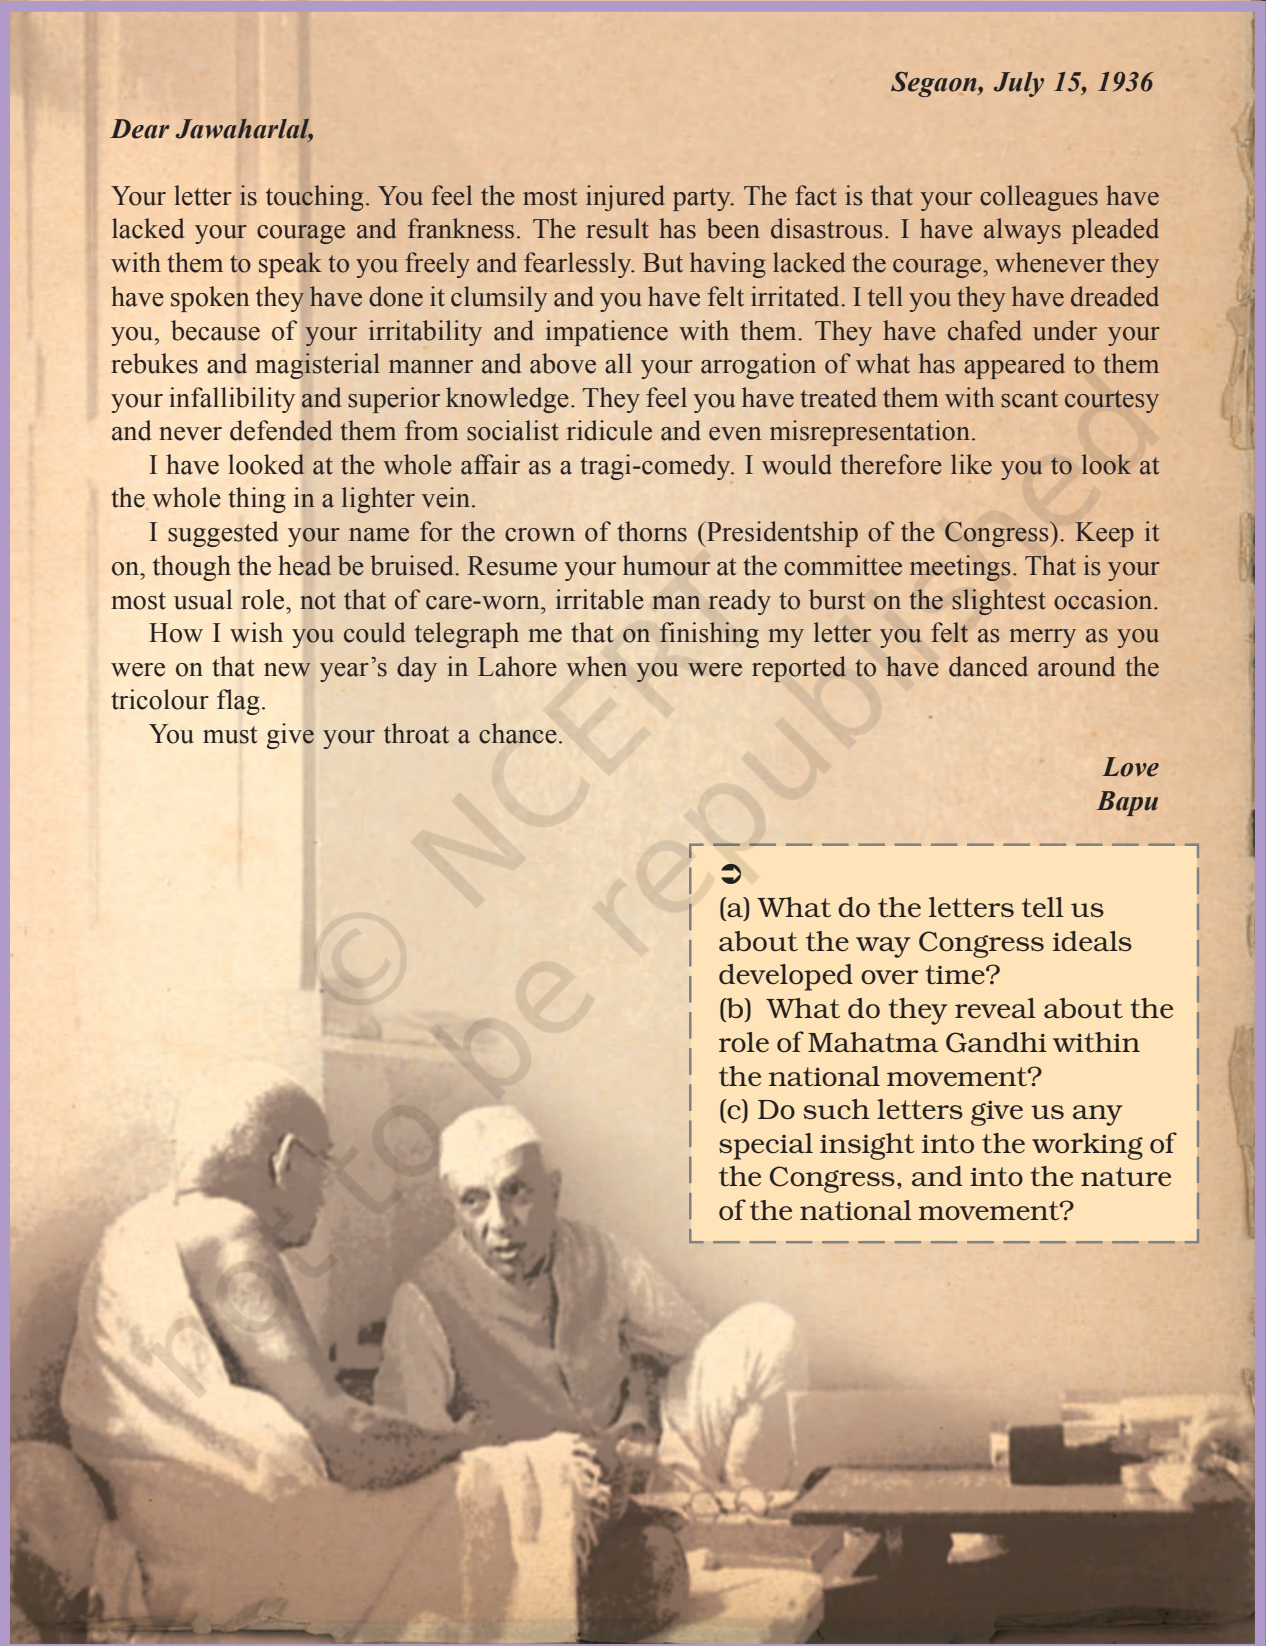 Segaon, July 15, 1936
Dear Jawaharlal,
Your letter is touching. You feel the most injured party. The fact is that your colleagues have
lacked your courage and frankness. The result has been disastrous. I have always pleaded
with them to speak to you freely and fearlessly. But having lacked the courage, whenever they
have spoken they have done it clumsily and you have felt irritated. I tell you they have dreaded
you, because of your irritability and impatience with them. They have chafed under your
rebukes and magisterial manner and above all your arrogation of what has appeared to them
your infallibility and superior knowledge. They feel you have treated them with scant courtesy
and never defended them from socialist ridicule and even misrepresentation.
I have looked at the whole affair as a tragi-comedy. I would therefore like you to look at
the whole thing in a lighter vein.
I suggested your name for the crown of thorns (Presidentship of the Congress). Keep it
on, though the head be bruised. Resume your humour at the committee meetings. That is your
most usual role, not that of care-worn, irritable man ready to burst on the slightest occasion.
How I wish you could telegraph me that on finishing my letter you felt as merry as you
were on that new year’s day in Lahore when you were reported to have danced around the
tricolour flag.
You must give your throat a chance.
Love
Bapu
➲
(a) What do the letters tell us
about the way Congress ideals
developed over time?
(b) What do they reveal about the
role of Mahatma Gandhi within
the national movement?
(c) Do such letters give us any
special insight into the working of
the Congress, and into the nature
of the national movement?
© NCERT
not to be republished